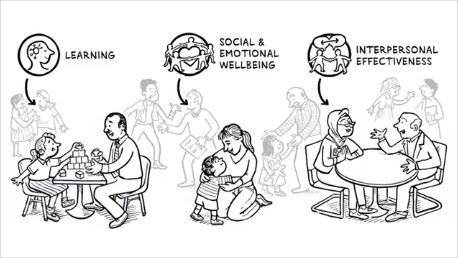 LEARNING
SOCIAL &
EMOTIONAL
WELLBEING
INTERPERSONAL
EFFECTIVENESS